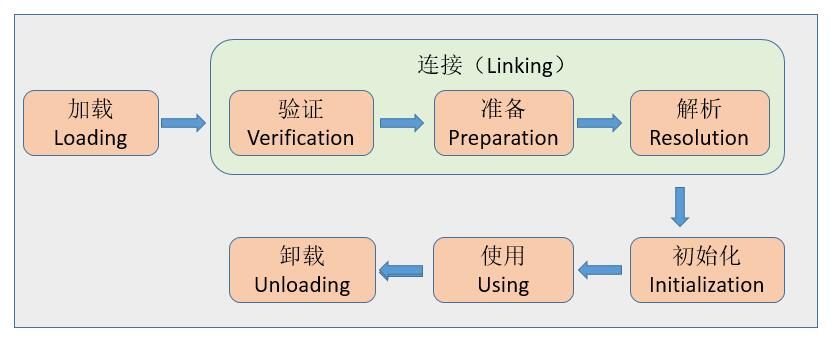 连接（Linking）
加载
Loading
验证
Verification
准备
Preparation
解析
Resolution
初始化
Initialization
使用
Using
卸载
Unloading